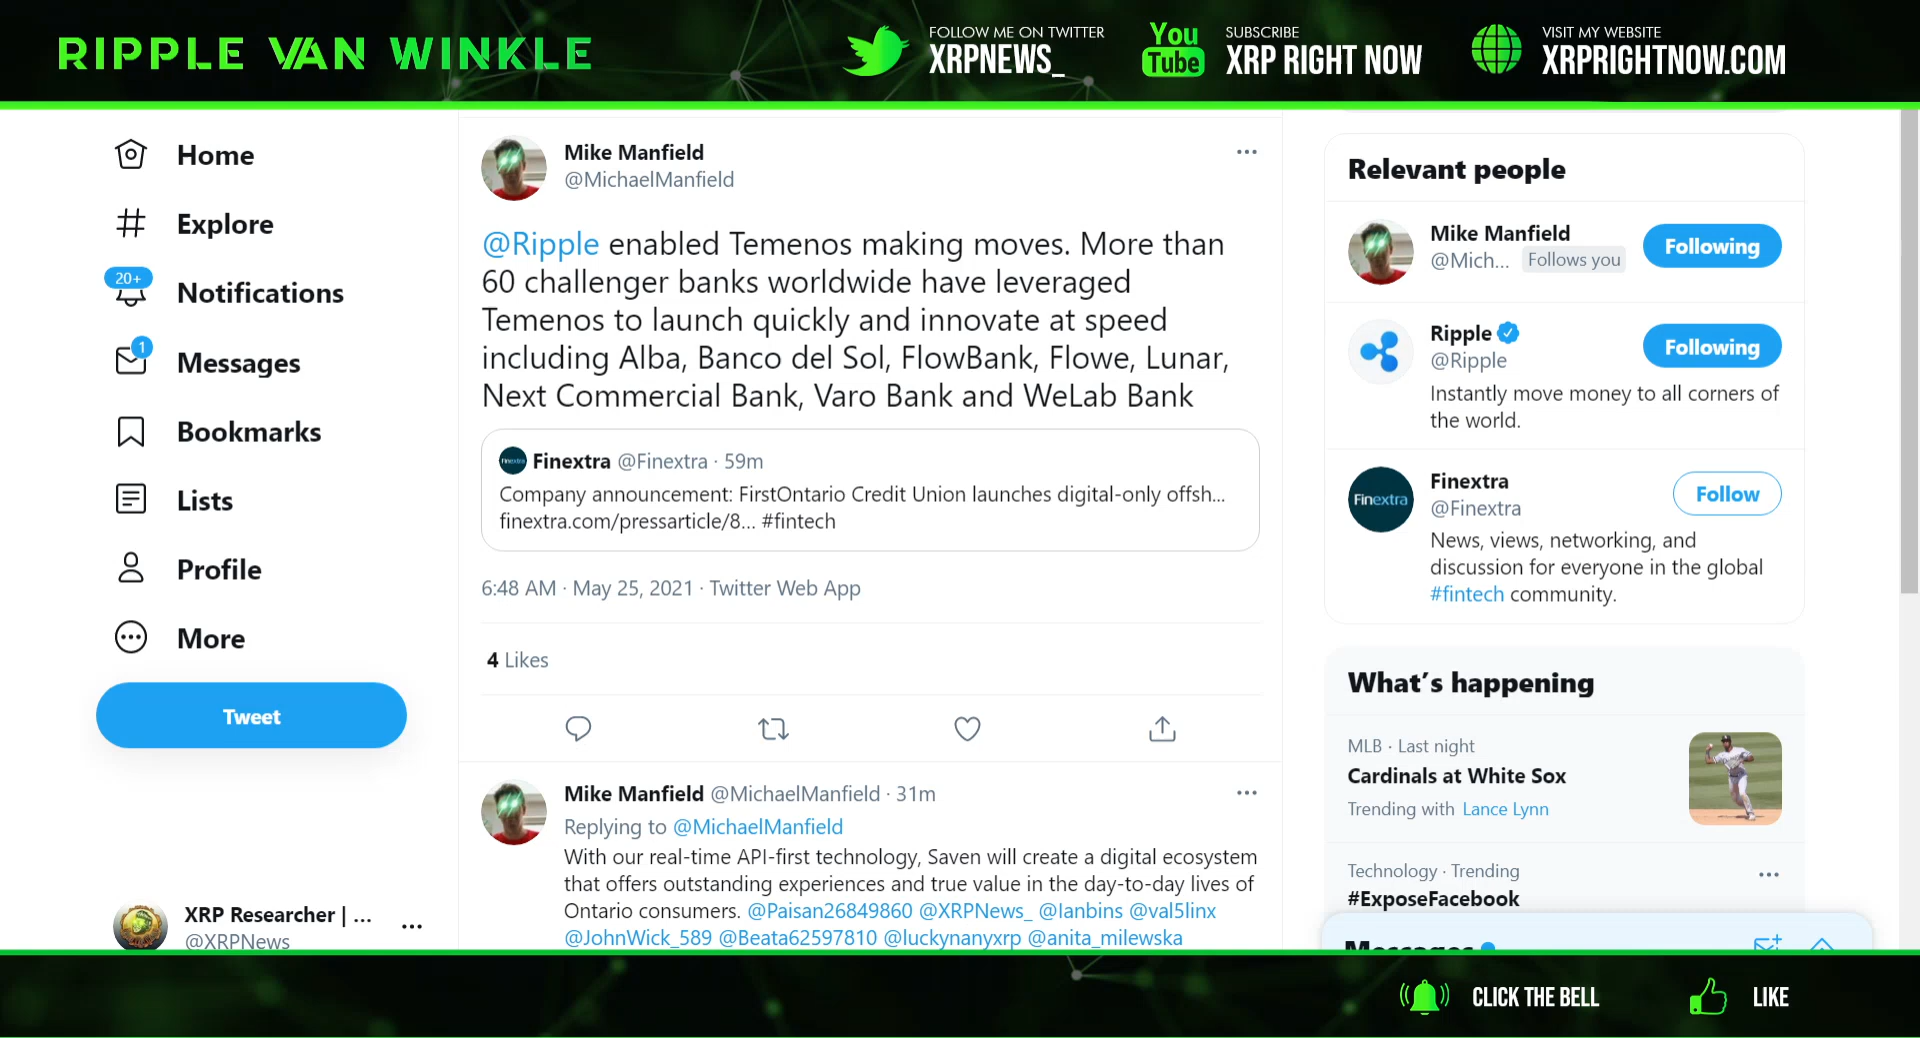 RIPPLE VAN WINKLE
FOLLOW ME ON TWITTER
XRPNEWS_
You
Tube
SUBSCRIBE
XRP RIGHT NOW
VISIT MY WEBSITE
XRPRIGHTNOW.COM
Home
Explore
20+
Notifications
1
Messages
Bookmarks
Lists
Profile
More
Tweet
XRP Researcher | ...
@XRPNews
Mike Manfield
@MichaelManfield
@Ripple enabled Temenos making moves. More than
60 challenger banks worldwide have leveraged
Temenos to launch quickly and innovate at speed
including Alba, Banco del Sol, FlowBank, Flowe, Lunar,
Next Commercial Bank, Varo Bank and WeLab Bank
Finextra
Finextra @Finextra · 59m
Company announcement: FirstOntario Credit Union launches digital-only offsh...
finextra.com/pressarticle/8... #fintech
6:48 AM · May 25, 2021 · Twitter Web App
4 Likes
Mike Manfield @MichaelManfield · 31m
Replying to @MichaelManfield
With our real-time API-first technology, Saven will create a digital ecosystem
that offers outstanding experiences and true value in the day-to-day lives of
Ontario consumers. @Paisan26849860 @XRPNews_ @Ianbins @val5linx
@JohnWick_589 @Beata62597810 @luckynanyxrp @anita_milewska
Relevant people
Mike Manfield
@Mich... Follows you
Following
Ripple
@Ripple
Following
Instantly move money to all corners of
the world.
Finextra
Finextra
@Finextra
Follow
News, views, networking, and
discussion for everyone in the global
#fintech community.
What's happening
MLB · Last night
Cardinals at White Sox
Trending with Lance Lynn
Technology · Trending
#ExposeFacebook
Messages
CLICK THE BELL
LIKE